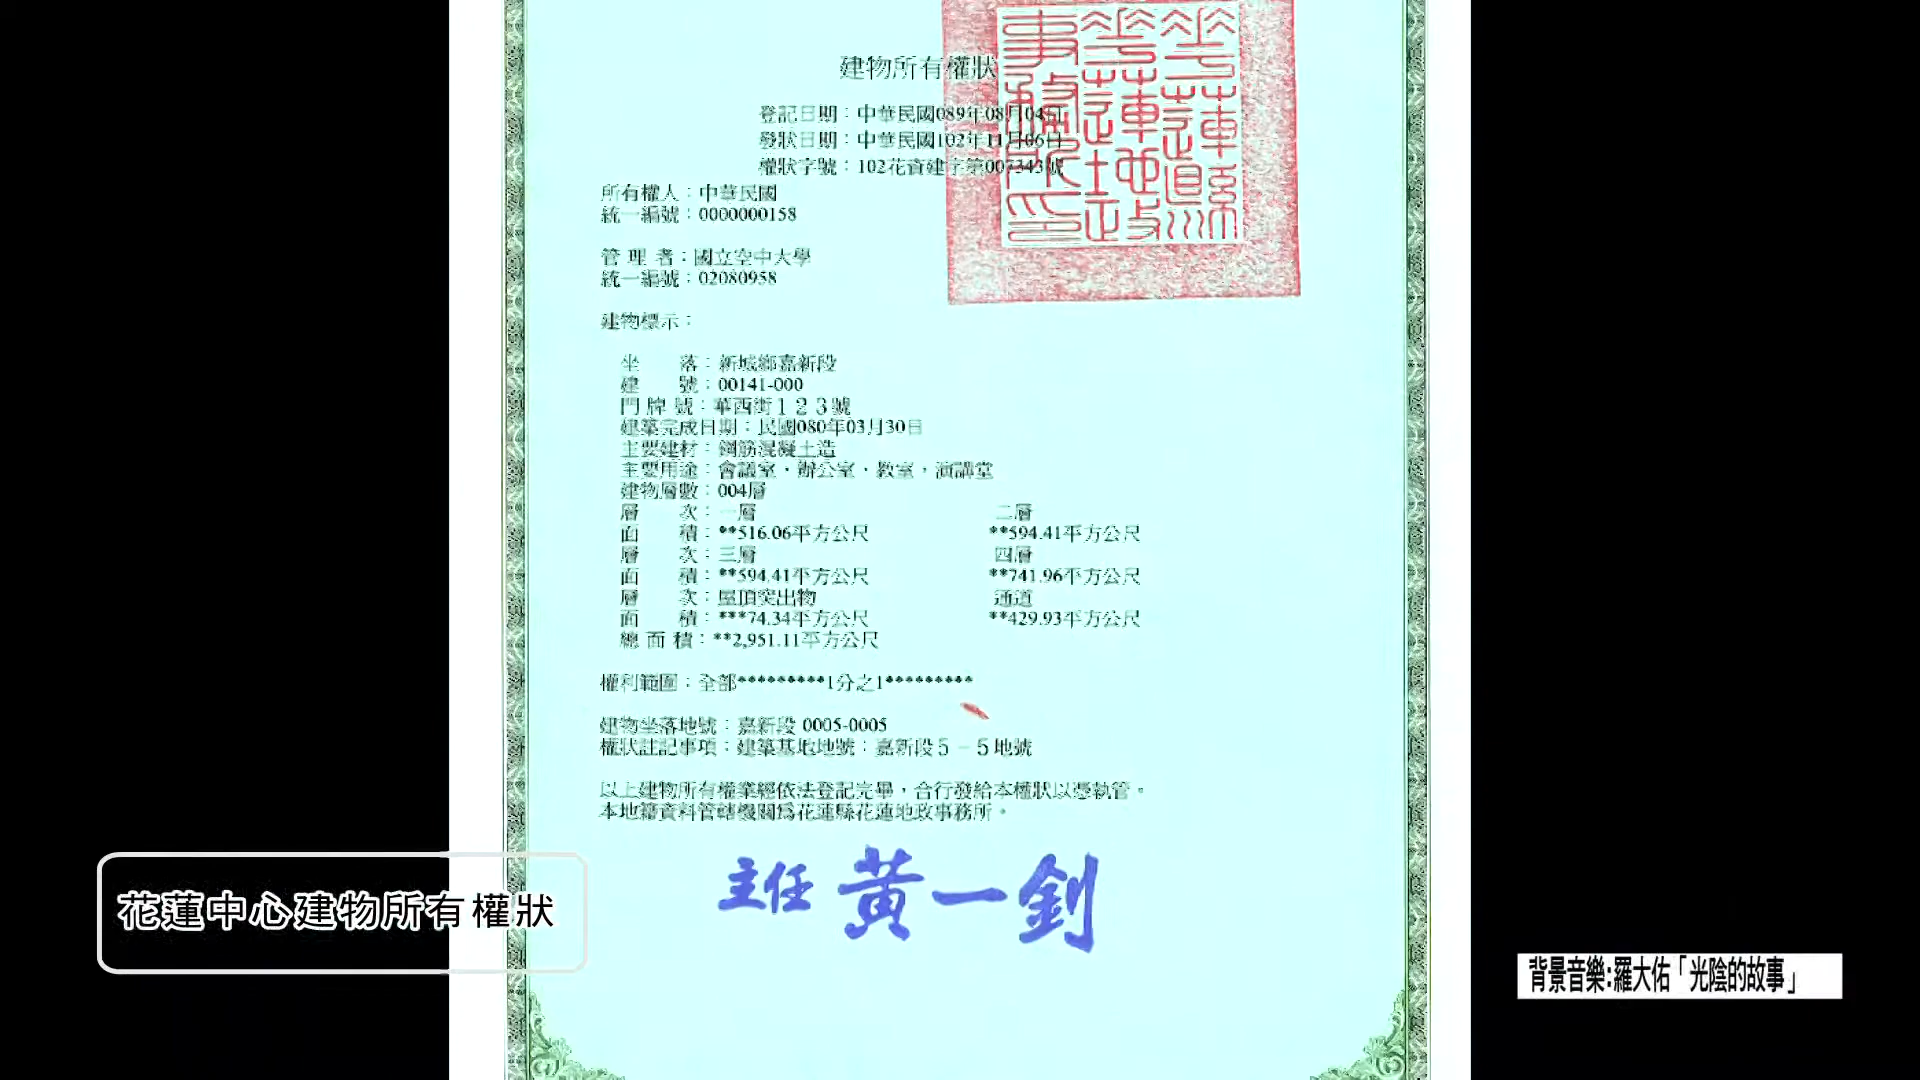 建物所有權狀
登記日期：中華民國089年08月04日
發狀日期：中華民國102年11月06日
權狀字號：102花資建字第007343號
所有權人：中華民國
統一編號：0000000158
管 理 者：國立空中大學
統一編號：02080958
建物標示：
坐　　落：新城鄉嘉新段
建　　號：00141-000
門 牌 號：華西街１２３號
建築完成日期：民國080年03月30日
主要建材：鋼筋混凝土造
主要用途：會議室．辦公室．教室，演講堂
建物層數：004層
層　　次：一層　二層
面　　積：**516.06平方公尺　**594.41平方公尺
層　　次：三層　四層
面　　積：**594.41平方公尺　**741.96平方公尺
層　　次：屋頂突出物　通道
面　　積：***74.34平方公尺　**429.93平方公尺
總 面 積：**2,951.11平方公尺
權利範圍：全部*********1分之1*********
建物坐落地號：嘉新段 0005-0005
權狀註記事項：建築基地地號：嘉新段５－５地號
以上建物所有權業經依法登記完畢，合行發給本權狀以憑執管。
本地籍資料管轄機關為花蓮縣花蓮地政事務所。
主任 黃一釗
花蓮縣花蓮地政事務所印
花蓮中心建物所有權狀
背景音樂:羅大佑「光陰的故事」